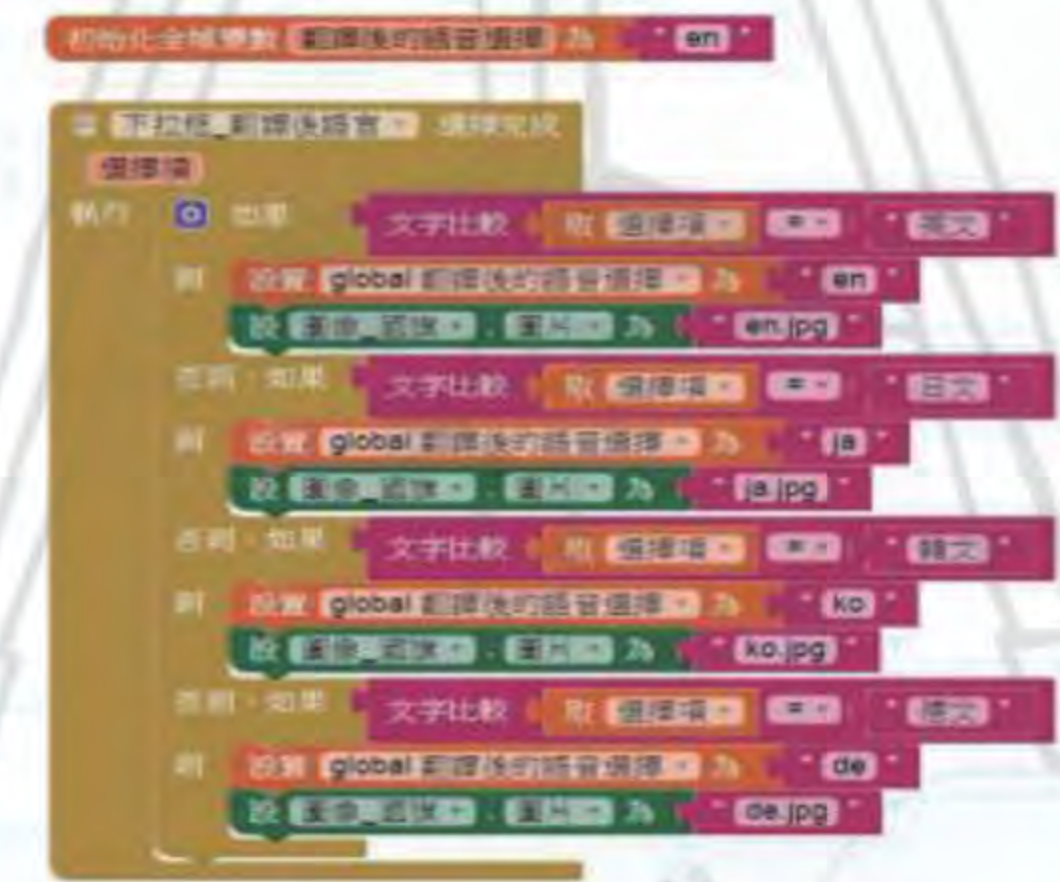 初始化全域變數 翻譯後的語言選擇 為 " en "
當 下拉框_翻譯後語言 選擇完成
選擇項
執行 如果 文字比較 取 選擇項 = " 英文 "
則 設置 global 翻譯後的語言選擇 為 " en "
設 圖像_國旗 . 圖片 為 " en.jpg "
否則,如果 文字比較 取 選擇項 = " 日文 "
則 設置 global 翻譯後的語言選擇 為 " ja "
設 圖像_國旗 . 圖片 為 " ja.jpg "
否則,如果 文字比較 取 選擇項 = " 韓文 "
則 設置 global 翻譯後的語言選擇 為 " ko "
設 圖像_國旗 . 圖片 為 " ko.jpg "
否則,如果 文字比較 取 選擇項 = " 德文 "
則 設置 global 翻譯後的語言選擇 為 " de "
設 圖像_國旗 . 圖片 為 " de.jpg "